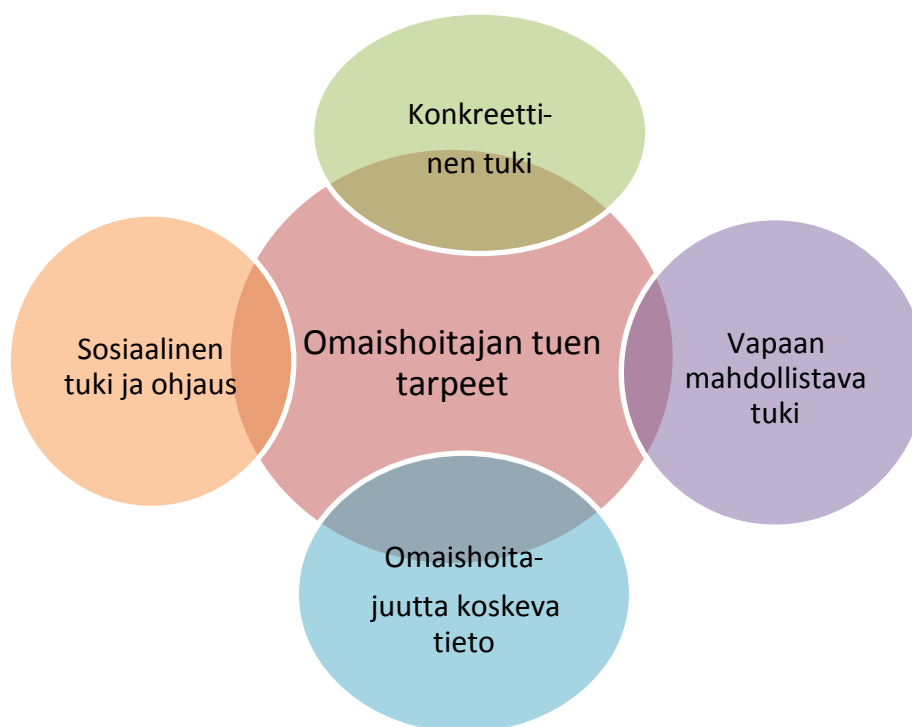 Konkreetti-
nen tuki
Sosiaalinen
tuki ja ohjaus
Omaishoitajan tuen
tarpeet
Vapaan
mahdollistava
tuki
Omaishoita-
juutta koskeva
tieto